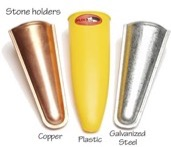 Stone holders
Copper
Plastic
Galvanized
Steel